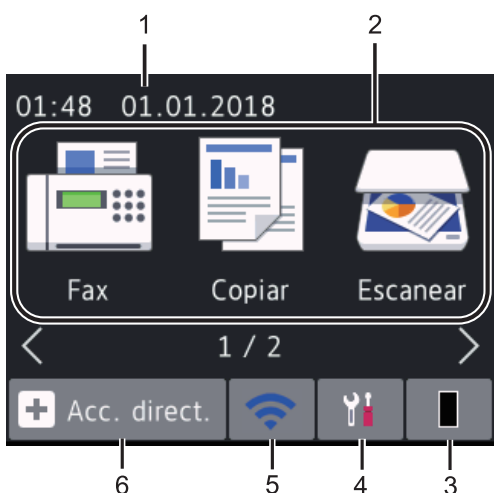 1 2
01:48 01.01.2018
Fax Copiar Escanear
1 / 2
Acc. direct.
6 5 4 3